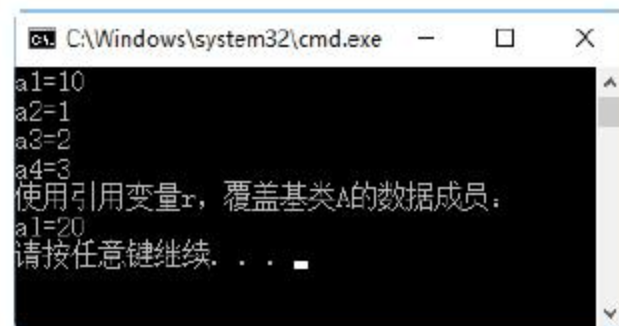 C:\Windows\system32\cmd.exe
a1=10
a2=1
a3=2
a4=3
使用引用变量r，覆盖基类A的数据成员：
a1=20
请按任意键继续. . .